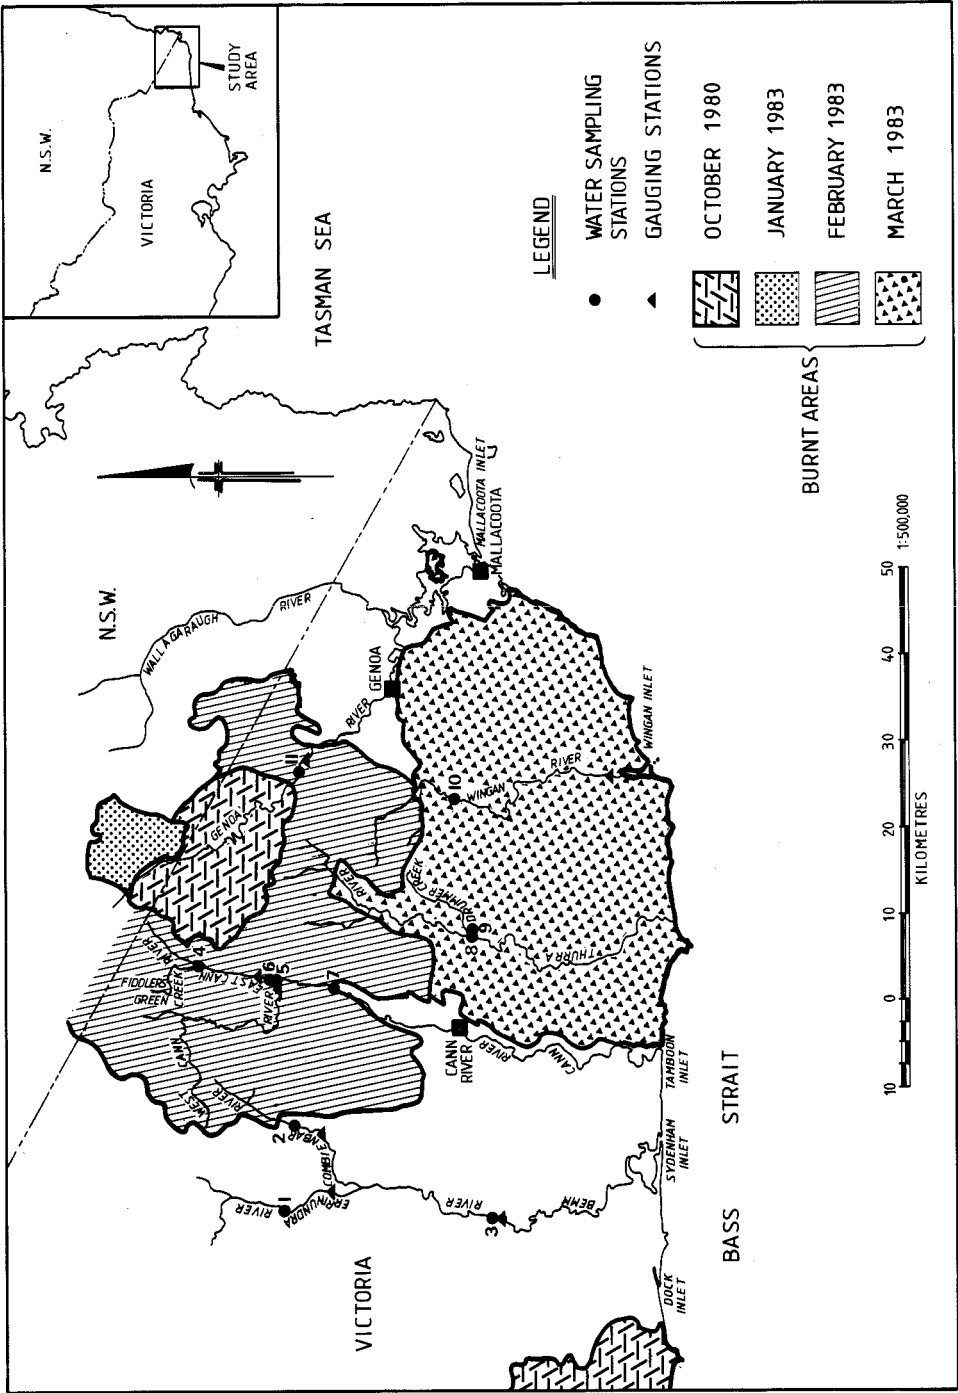 N.S.W.
VICTORIA
STUDY
AREA
TASMAN SEA
LEGEND
WATER SAMPLING
STATIONS
GAUGING STATIONS
OCTOBER 1980
JANUARY 1983
FEBRUARY 1983
MARCH 1983
BURNT AREAS
N.S.W.
WALLAGARAUGH
RIVER
GENOA
RIVER
GENOA
MALLACOOTA INLET
MALLACOOTA
WINGAN INLET
WINGAN
RIVER
10
11
RIVER
DRUMMER CREEK
8
9
THURRA
RIVER
4
FIDDLERS
GREEN
CREEK
EAST CANN
6
5
RIVER
7
WEST
CANN
RIVER
CANN
RIVER
RIVER
CANN
TAMBOON
INLET
2
COMBIENBAR
1
RIVER
ERRINUNDRA
3
RIVER
BEMM
SYDENHAM
INLET
DOCK
INLET
VICTORIA
BASS STRAIT
10 0 10 20 30 40 50
1:500,000
KILOMETRES